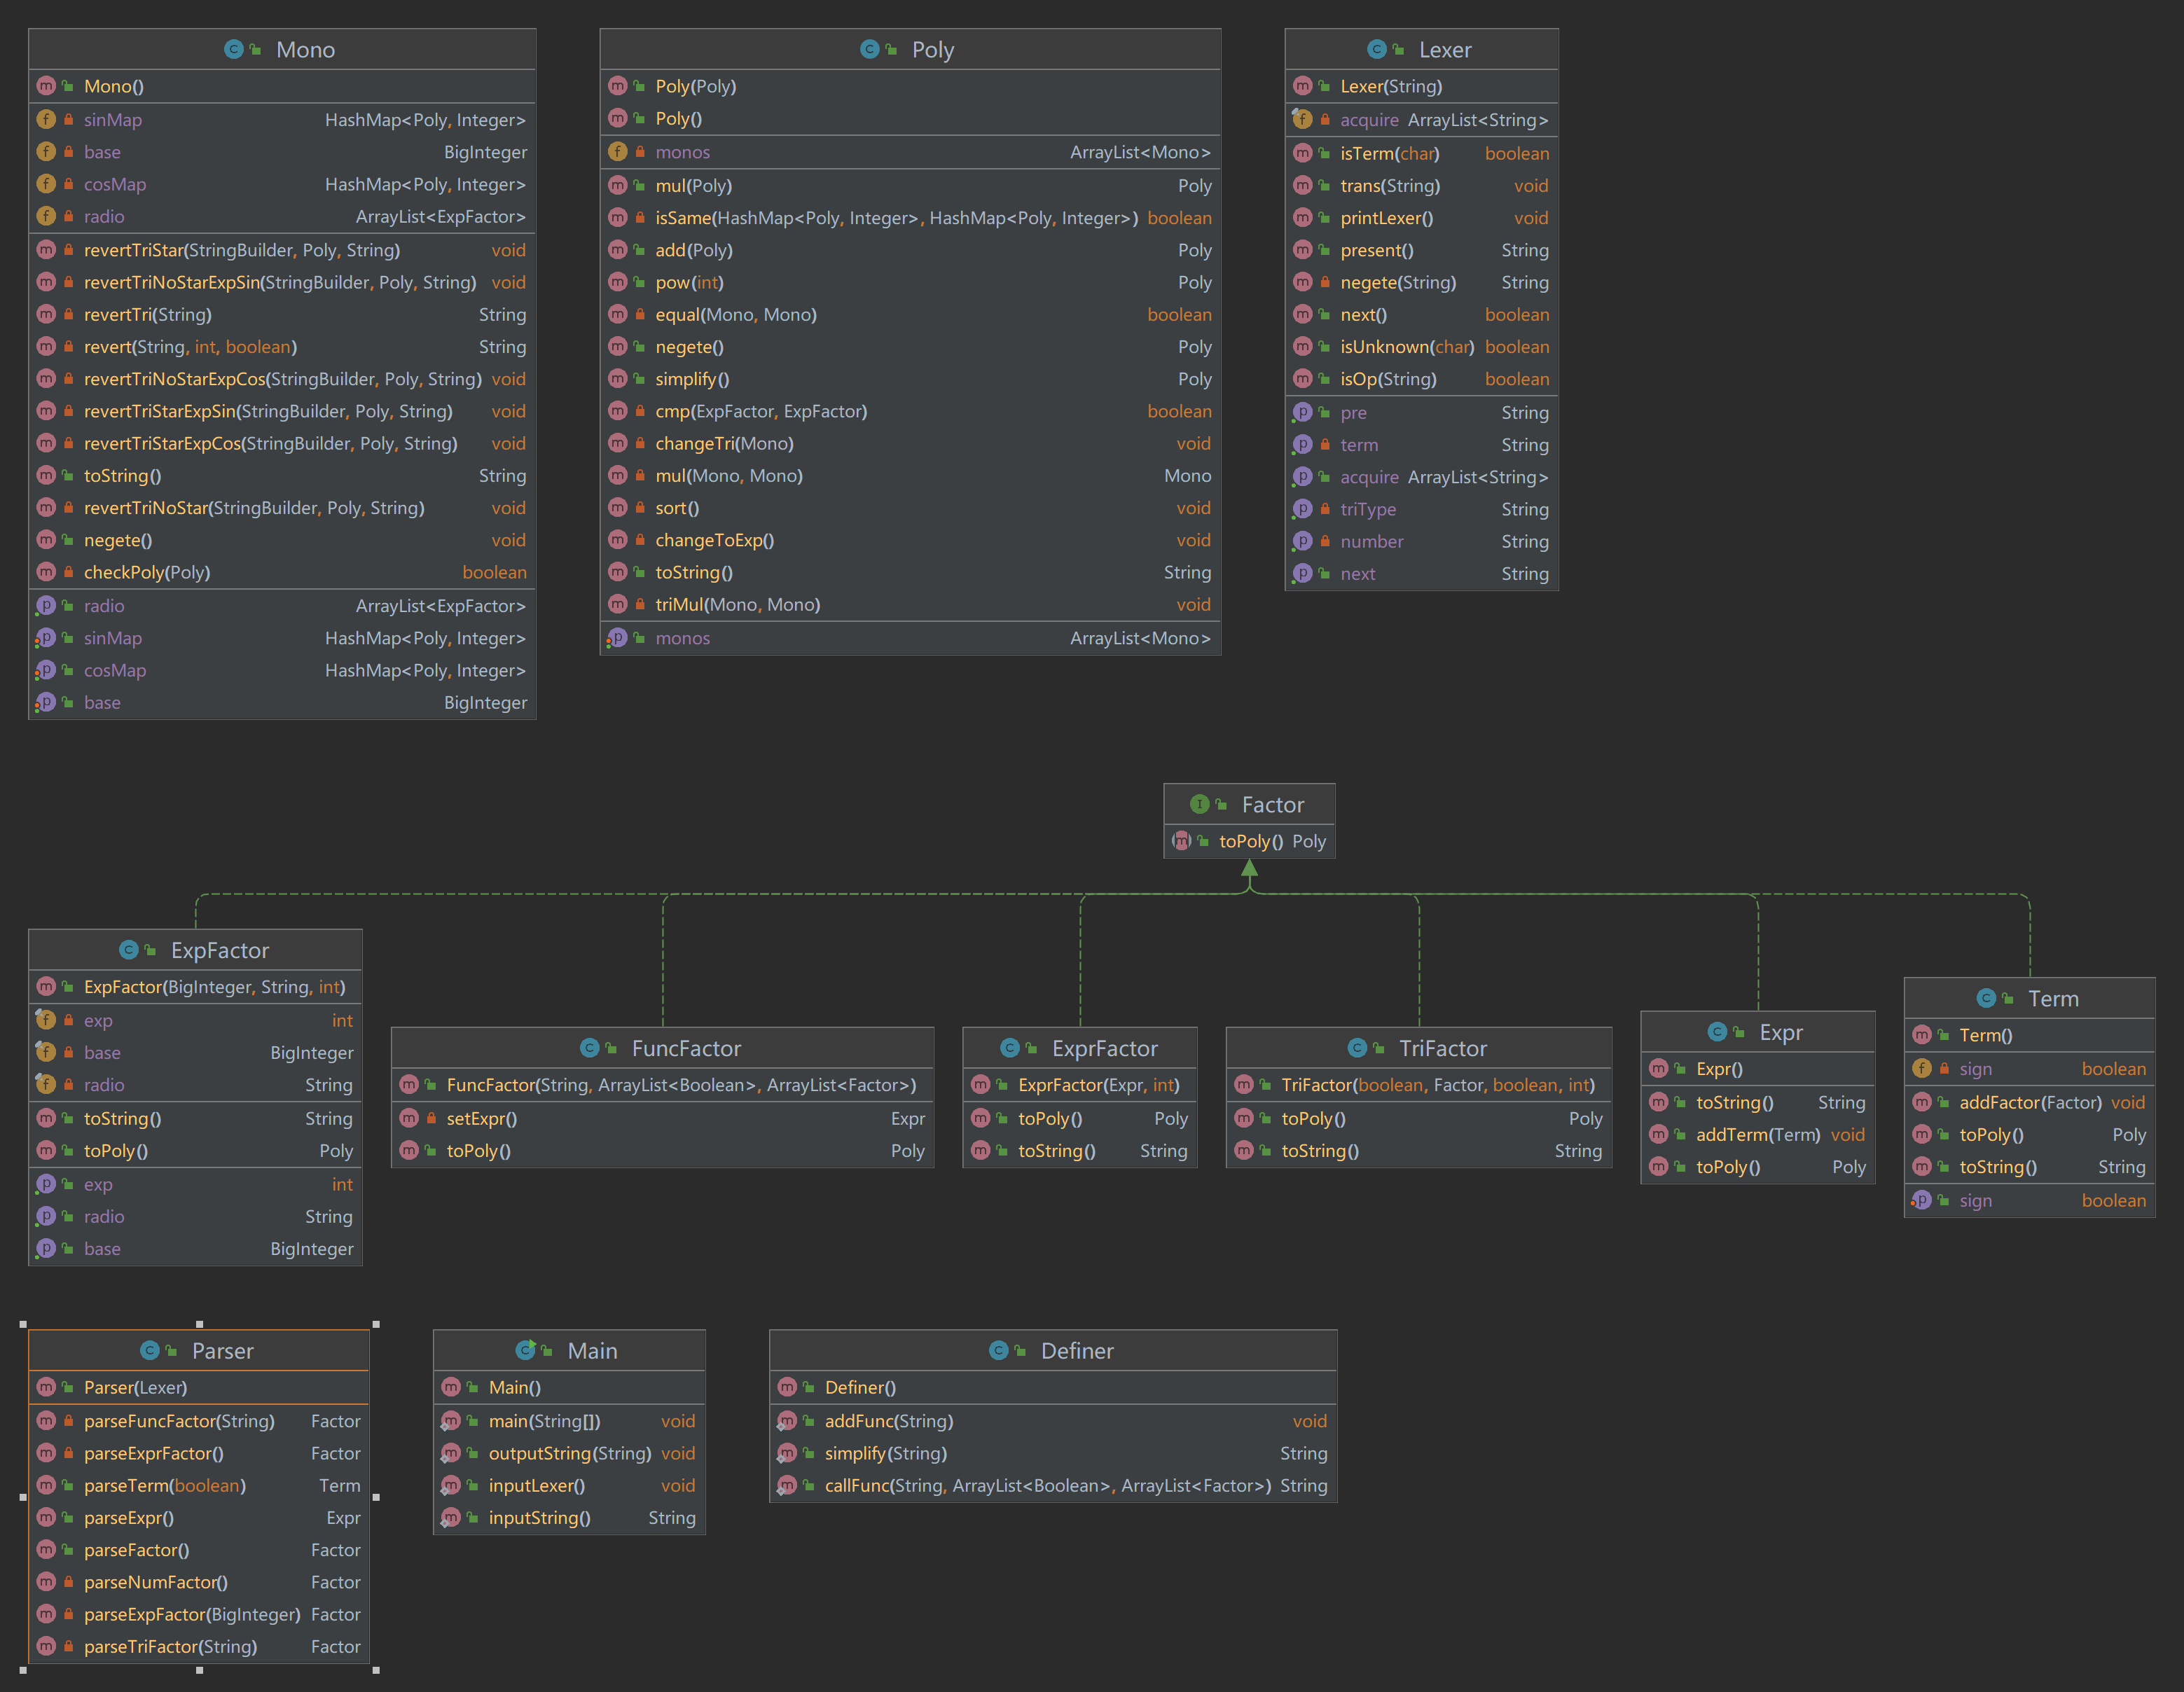 Mono
Mono()
sinMap HashMap<Poly, Integer>
base BigInteger
cosMap HashMap<Poly, Integer>
radio ArrayList<ExpFactor>
revertTriStar(StringBuilder, Poly, String) void
revertTriNoStarExpSin(StringBuilder, Poly, String) void
revertTri(String) String
revert(String, int, boolean) String
revertTriNoStarExpCos(StringBuilder, Poly, String) void
revertTriStarExpSin(StringBuilder, Poly, String) void
revertTriStarExpCos(StringBuilder, Poly, String) void
toString() String
revertTriNoStar(StringBuilder, Poly, String) void
negete() void
checkPoly(Poly) boolean
radio ArrayList<ExpFactor>
sinMap HashMap<Poly, Integer>
cosMap HashMap<Poly, Integer>
base BigInteger
Poly
Poly(Poly)
Poly()
monos ArrayList<Mono>
mul(Poly) Poly
isSame(HashMap<Poly, Integer>, HashMap<Poly, Integer>) boolean
add(Poly) Poly
pow(int) Poly
equal(Mono, Mono) boolean
negete() Poly
simplify() Poly
cmp(ExpFactor, ExpFactor) boolean
changeTri(Mono) void
mul(Mono, Mono) Mono
sort() void
changeToExp() void
toString() String
triMul(Mono, Mono) void
monos ArrayList<Mono>
Lexer
Lexer(String)
acquire ArrayList<String>
isTerm(char) boolean
trans(String) void
printLexer() void
present() String
negete(String) String
next() boolean
isUnknown(char) boolean
isOp(String) boolean
pre String
term String
acquire ArrayList<String>
triType String
number String
next String
Factor
toPoly() Poly
ExpFactor
ExpFactor(BigInteger, String, int)
exp int
base BigInteger
radio String
toString() String
toPoly() Poly
exp int
radio String
base BigInteger
FuncFactor
FuncFactor(String, ArrayList<Boolean>, ArrayList<Factor>)
setExpr() Expr
toPoly() Poly
ExprFactor
ExprFactor(Expr, int)
toPoly() Poly
toString() String
TriFactor
TriFactor(boolean, Factor, boolean, int)
toPoly() Poly
toString() String
Expr
Expr()
toString() String
addTerm(Term) void
toPoly() Poly
Term
Term()
sign boolean
addFactor(Factor) void
toPoly() Poly
toString() String
sign boolean
Parser
Parser(Lexer)
parseFuncFactor(String) Factor
parseExprFactor() Factor
parseTerm(boolean) Term
parseExpr() Expr
parseFactor() Factor
parseNumFactor() Factor
parseExpFactor(BigInteger) Factor
parseTriFactor(String) Factor
Main
Main()
main(String[]) void
outputString(String) void
inputLexer() void
inputString() String
Definer
Definer()
addFunc(String) void
simplify(String) String
callFunc(String, ArrayList<Boolean>, ArrayList<Factor>) String